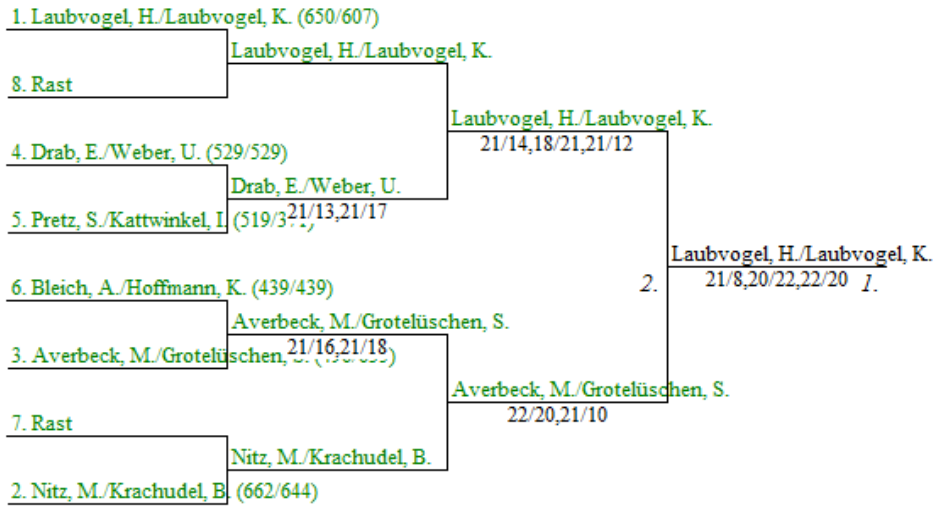 1. Laubvogel, H./Laubvogel, K. (650/607)
Laubvogel, H./Laubvogel, K.
8. Rast
Laubvogel, H./Laubvogel, K.
21/14,18/21,21/12
4. Drab, E./Weber, U. (529/529)
Drab, E./Weber, U.
21/13,21/17
5. Pretz, S./Kattwinkel, I.
Laubvogel, H./Laubvogel, K.
21/8,20/22,22/20
1.
2.
6. Bleich, A./Hoffmann, K. (439/439)
Averbeck, M./Grotelüschen, S.
21/16,21/18
3. Averbeck, M./Grotelüschen,
Averbeck, M./Grotelüschen, S.
22/20,21/10
7. Rast
Nitz, M./Krachudel, B.
2. Nitz, M./Krachudel, B. (662/644)